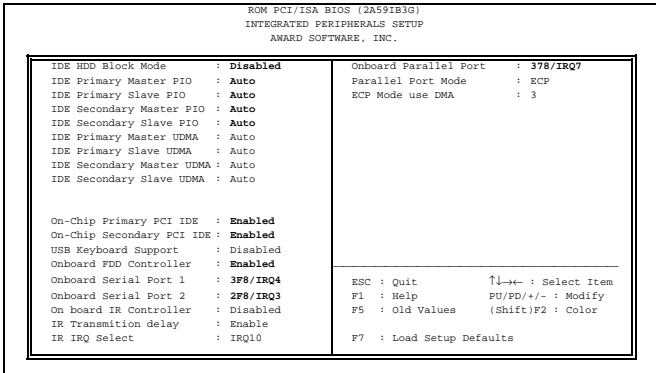 ROM PCI/ISA BIOS (2A59IB3G)
INTEGRATED PERIPHERALS SETUP
AWARD SOFTWARE, INC.
IDE HDD Block Mode : Disabled
IDE Primary Master PIO : Auto
IDE Primary Slave PIO : Auto
IDE Secondary Master PIO : Auto
IDE Secondary Slave PIO : Auto
IDE Primary Master UDMA : Auto
IDE Primary Slave UDMA : Auto
IDE Secondary Master UDMA : Auto
IDE Secondary Slave UDMA : Auto
On-Chip Primary PCI IDE : Enabled
On-Chip Secondary PCI IDE : Enabled
USB Keyboard Support : Disabled
Onboard FDD Controller : Enabled
Onboard Serial Port 1 : 3F8/IRQ4
Onboard Serial Port 2 : 2F8/IRQ3
On board IR Controller : Disabled
IR Transmition delay : Enable
IR IRQ Select : IRQ10
Onboard Parallel Port : 378/IRQ7
Parallel Port Mode : ECP
ECP Mode use DMA : 3
ESC : Quit ↑↓→← : Select Item
F1 : Help PU/PD/+/- : Modify
F5 : Old Values (Shift)F2 : Color
F7 : Load Setup Defaults